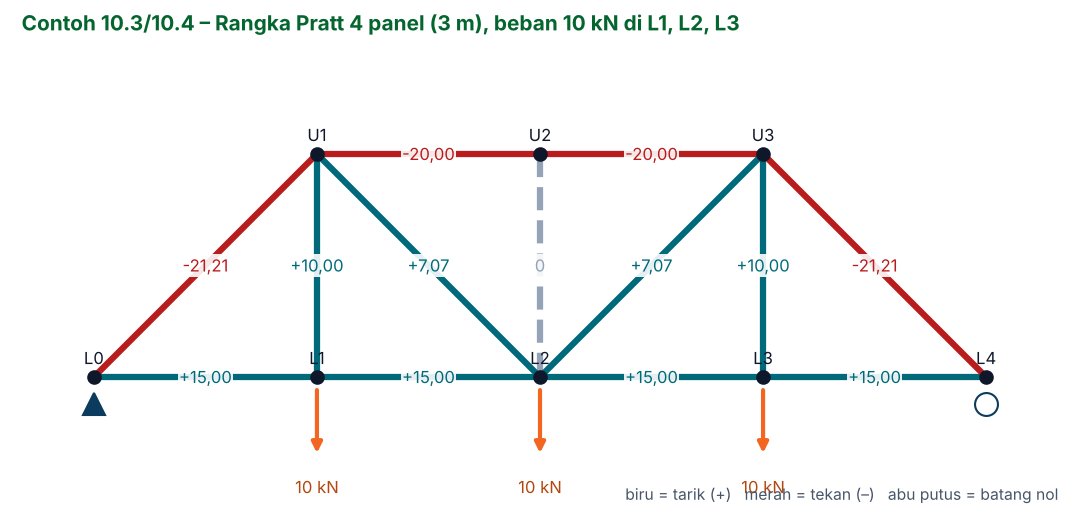 Contoh 10.3/10.4 – Rangka Pratt 4 panel (3 m), beban 10 kN di L1, L2, L3
U1 U2 U3
-20,00 -20,00
-21,21 +10,00 +7,07 0 +7,07 +10,00 -21,21
L0 L1 L2 L3 L4
+15,00 +15,00 +15,00 +15,00
10 kN 10 kN 10 kN
biru = tarik (+) merah = tekan (–) abu putus = batang nol